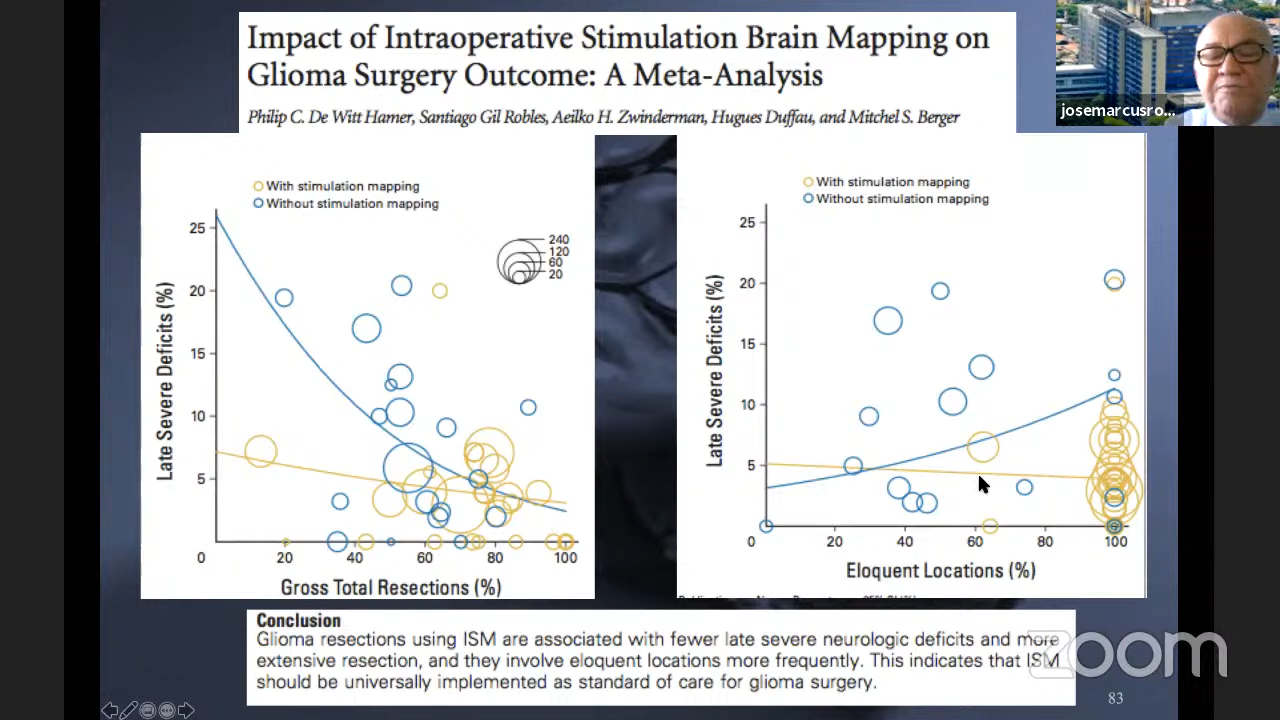 Impact of Intraoperative Stimulation Brain Mapping on
Glioma Surgery Outcome: A Meta-Analysis
Philip C. De Witt Hamer, Santiago Gil Robles, Aeilko H. Zwinderman, Hugues Duffau, and Mitchel S. Berger
josemarcusro...
With stimulation mapping
Without stimulation mapping
240
120
60
20
Late Severe Deficits (%)
25
20
15
10
5
0
20
40
60
80
100
Gross Total Resections (%)
With stimulation mapping
Without stimulation mapping
Late Severe Deficits (%)
25
20
15
10
5
0
20
40
60
80
100
Eloquent Locations (%)
Conclusion
Glioma resections using ISM are associated with fewer late severe neurologic deficits and more
extensive resection, and they involve eloquent locations more frequently. This indicates that ISM
should be universally implemented as standard of care for glioma surgery.
zoom
83